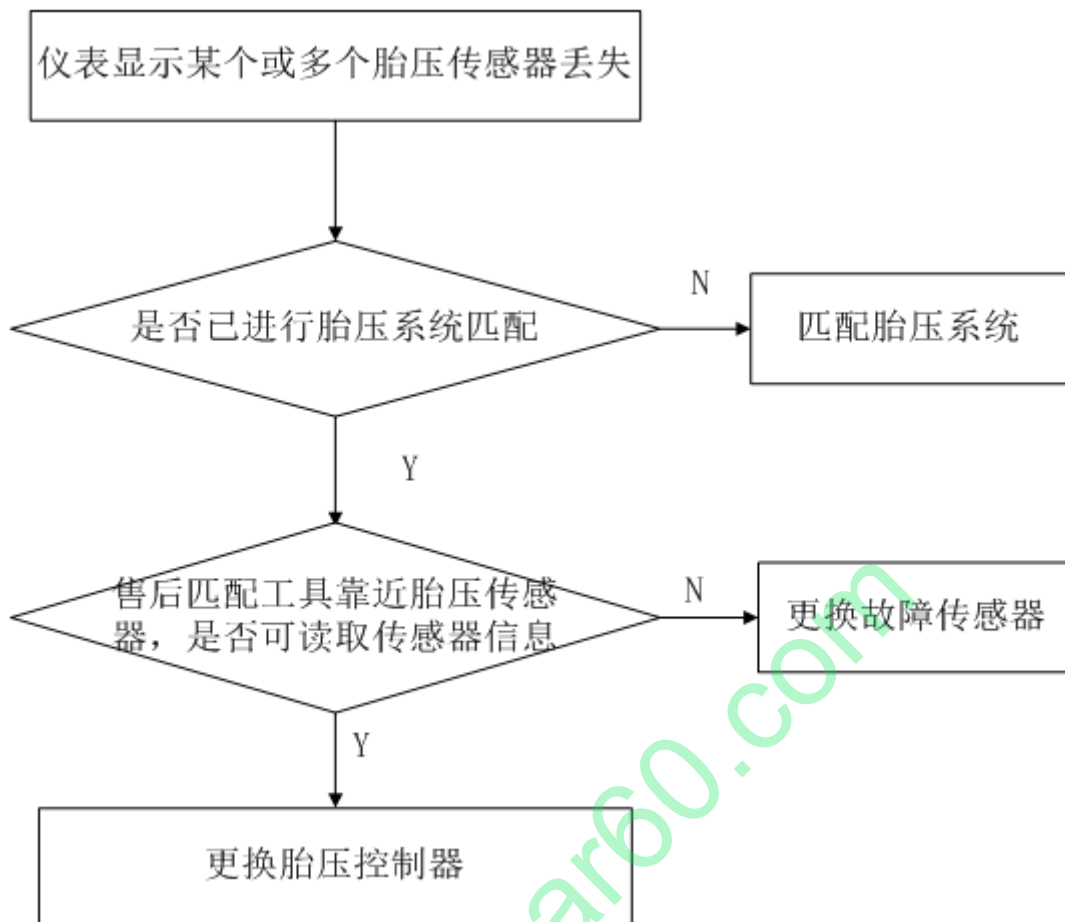 仪表显示某个或多个胎压传感器丢失
是否已进行胎压系统匹配
N
匹配胎压系统
Y
售后匹配工具靠近胎压传感
器，是否可读取传感器信息
N
更换故障传感器
Y
更换胎压控制器
ar60.com